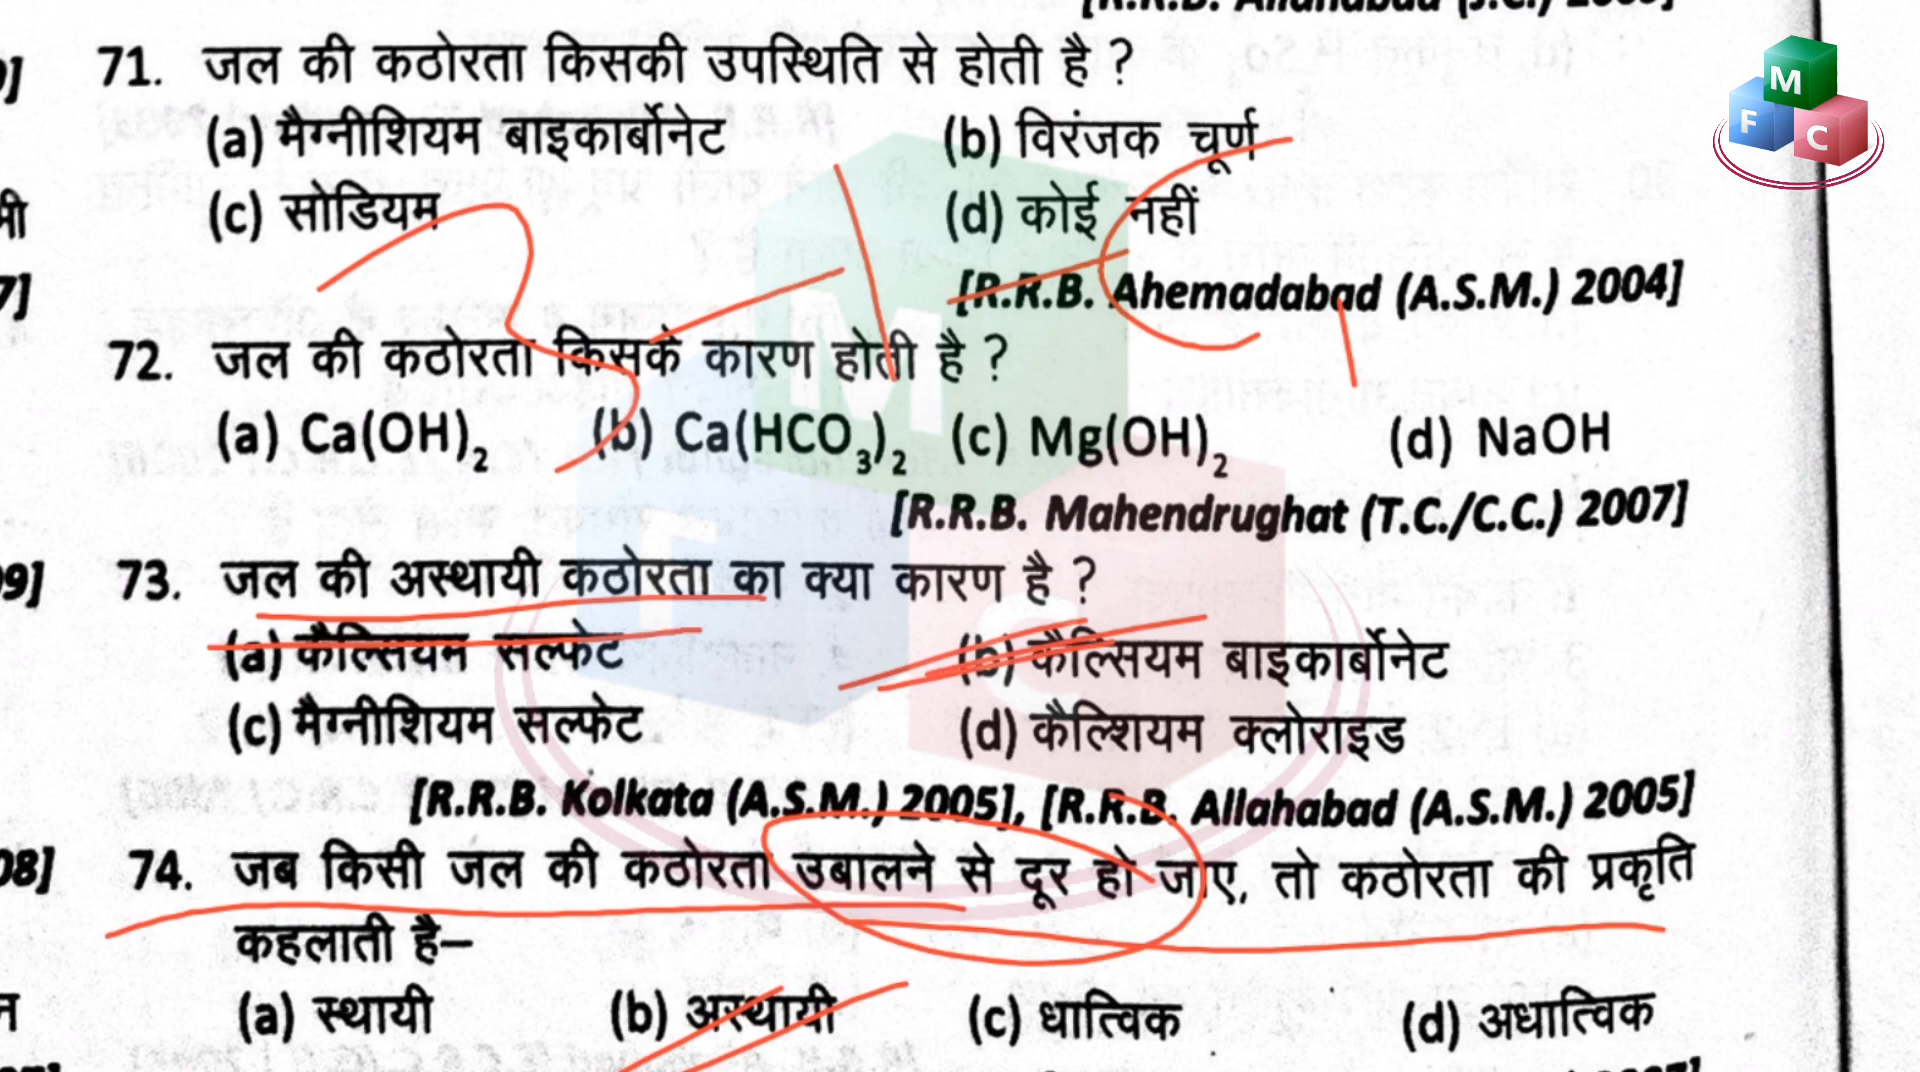 71. जल की कठोरता किसकी उपस्थिति से होती है ?
(a) मैग्नीशियम बाइकार्बोनेट (b) विरंजक चूर्ण
(c) सोडियम (d) कोई नहीं
[R.R.B. Ahemadabad (A.S.M.) 2004]
72. जल की कठोरता किसके कारण होती है ?
(a) Ca(OH)₂ (b) Ca(HCO₃)₂ (c) Mg(OH)₂ (d) NaOH
[R.R.B. Mahendrughat (T.C./C.C.) 2007]
73. जल की अस्थायी कठोरता का क्या कारण है ?
(a) कैल्सियम सल्फेट (b) कैल्सियम बाइकार्बोनेट
(c) मैग्नीशियम सल्फेट (d) कैल्शियम क्लोराइड
[R.R.B. Kolkata (A.S.M.) 2005], [R.R.B. Allahabad (A.S.M.) 2005]
74. जब किसी जल की कठोरता उबालने से दूर हो जाए, तो कठोरता की प्रकृति
कहलाती है–
(a) स्थायी (b) अस्थायी (c) धात्विक (d) अधात्विक
M
F C